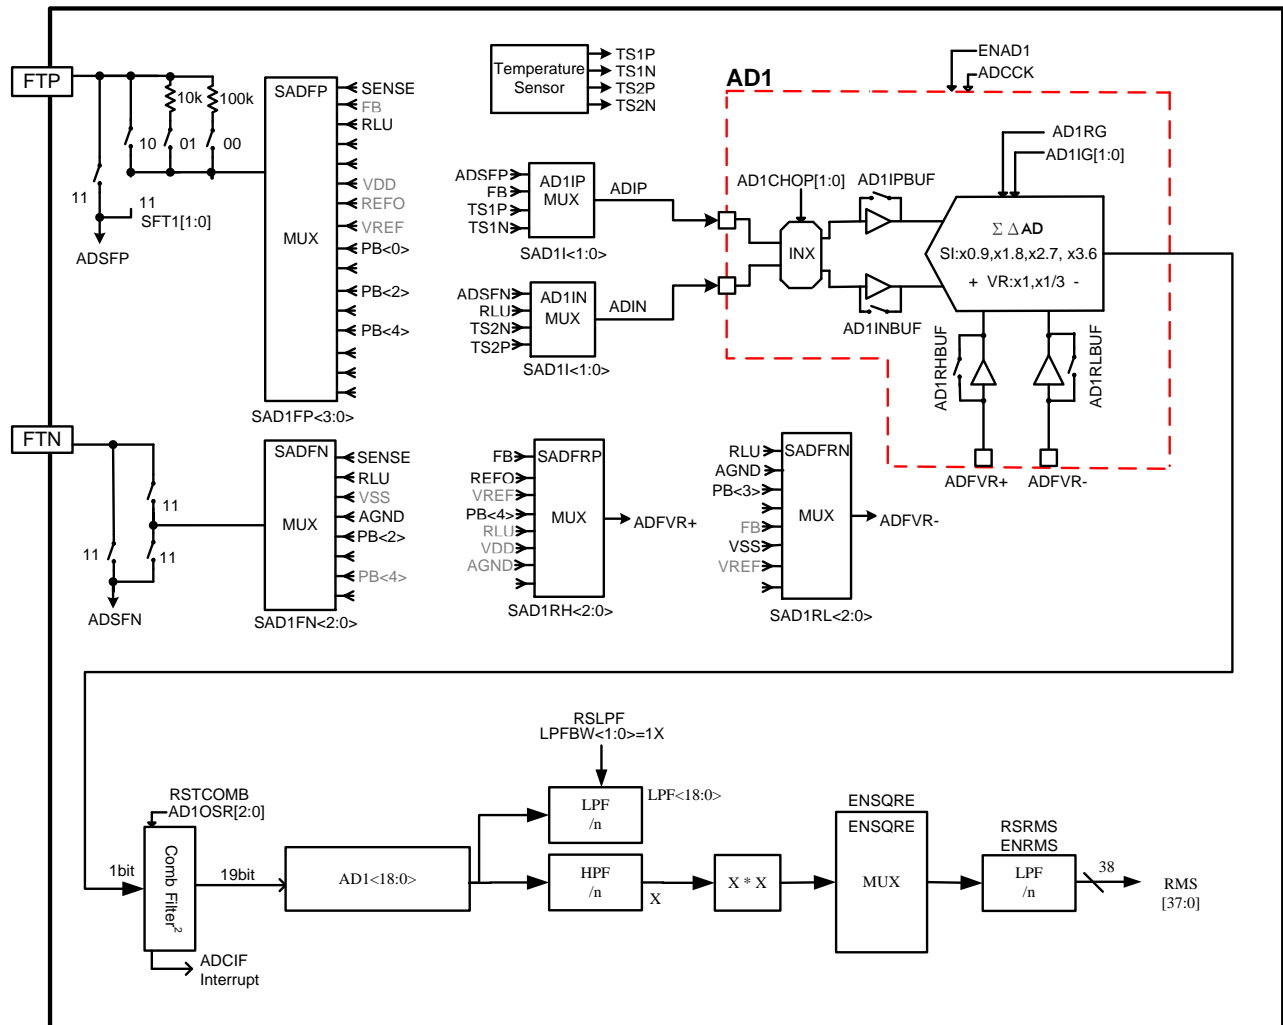 FTP
10k
100k
10
01
00
11
11
SFT1[1:0]
ADSFP
SADFP
MUX
SENSE
FB
RLU
VDD
REFO
VREF
PB<0>
PB<2>
PB<4>
SAD1FP<3:0>
Temperature
Sensor
TS1P
TS1N
TS2P
TS2N
ADSFP
FB
TS1P
TS1N
AD1IP
MUX
ADIP
SAD1I<1:0>
ADSFN
RLU
TS2N
TS2P
AD1IN
MUX
ADIN
SAD1I<1:0>
AD1
ENAD1
ADCCK
AD1RG
AD1IG[1:0]
AD1CHOP[1:0]
AD1IPBUF
INX
AD1INBUF
Σ Δ AD
SI:x0.9,x1.8,x2.7, x3.6
+ VR:x1,x1/3 -
AD1RHBUF
AD1RLBUF
ADFVR+
ADFVR-
FTN
11
11
11
ADSFN
SADFN
MUX
SENSE
RLU
VSS
AGND
PB<2>
PB<4>
SAD1FN<2:0>
FB
REFO
VREF
PB<4>
RLU
VDD
AGND
SADFRP
MUX
ADFVR+
SAD1RH<2:0>
RLU
AGND
PB<3>
FB
VSS
VREF
SADFRN
MUX
ADFVR-
SAD1RL<2:0>
RSLPF
LPFBW<1:0>=1X
LPF
/n
LPF<18:0>
RSTCOMB
AD1OSR[2:0]
1bit
Comb Filter²
19bit
ADCIF
Interrupt
AD1<18:0>
HPF
/n
X
X * X
ENSQRE
ENSQRE
MUX
RSRMS
ENRMS
LPF
/n
38
RMS
[37:0]